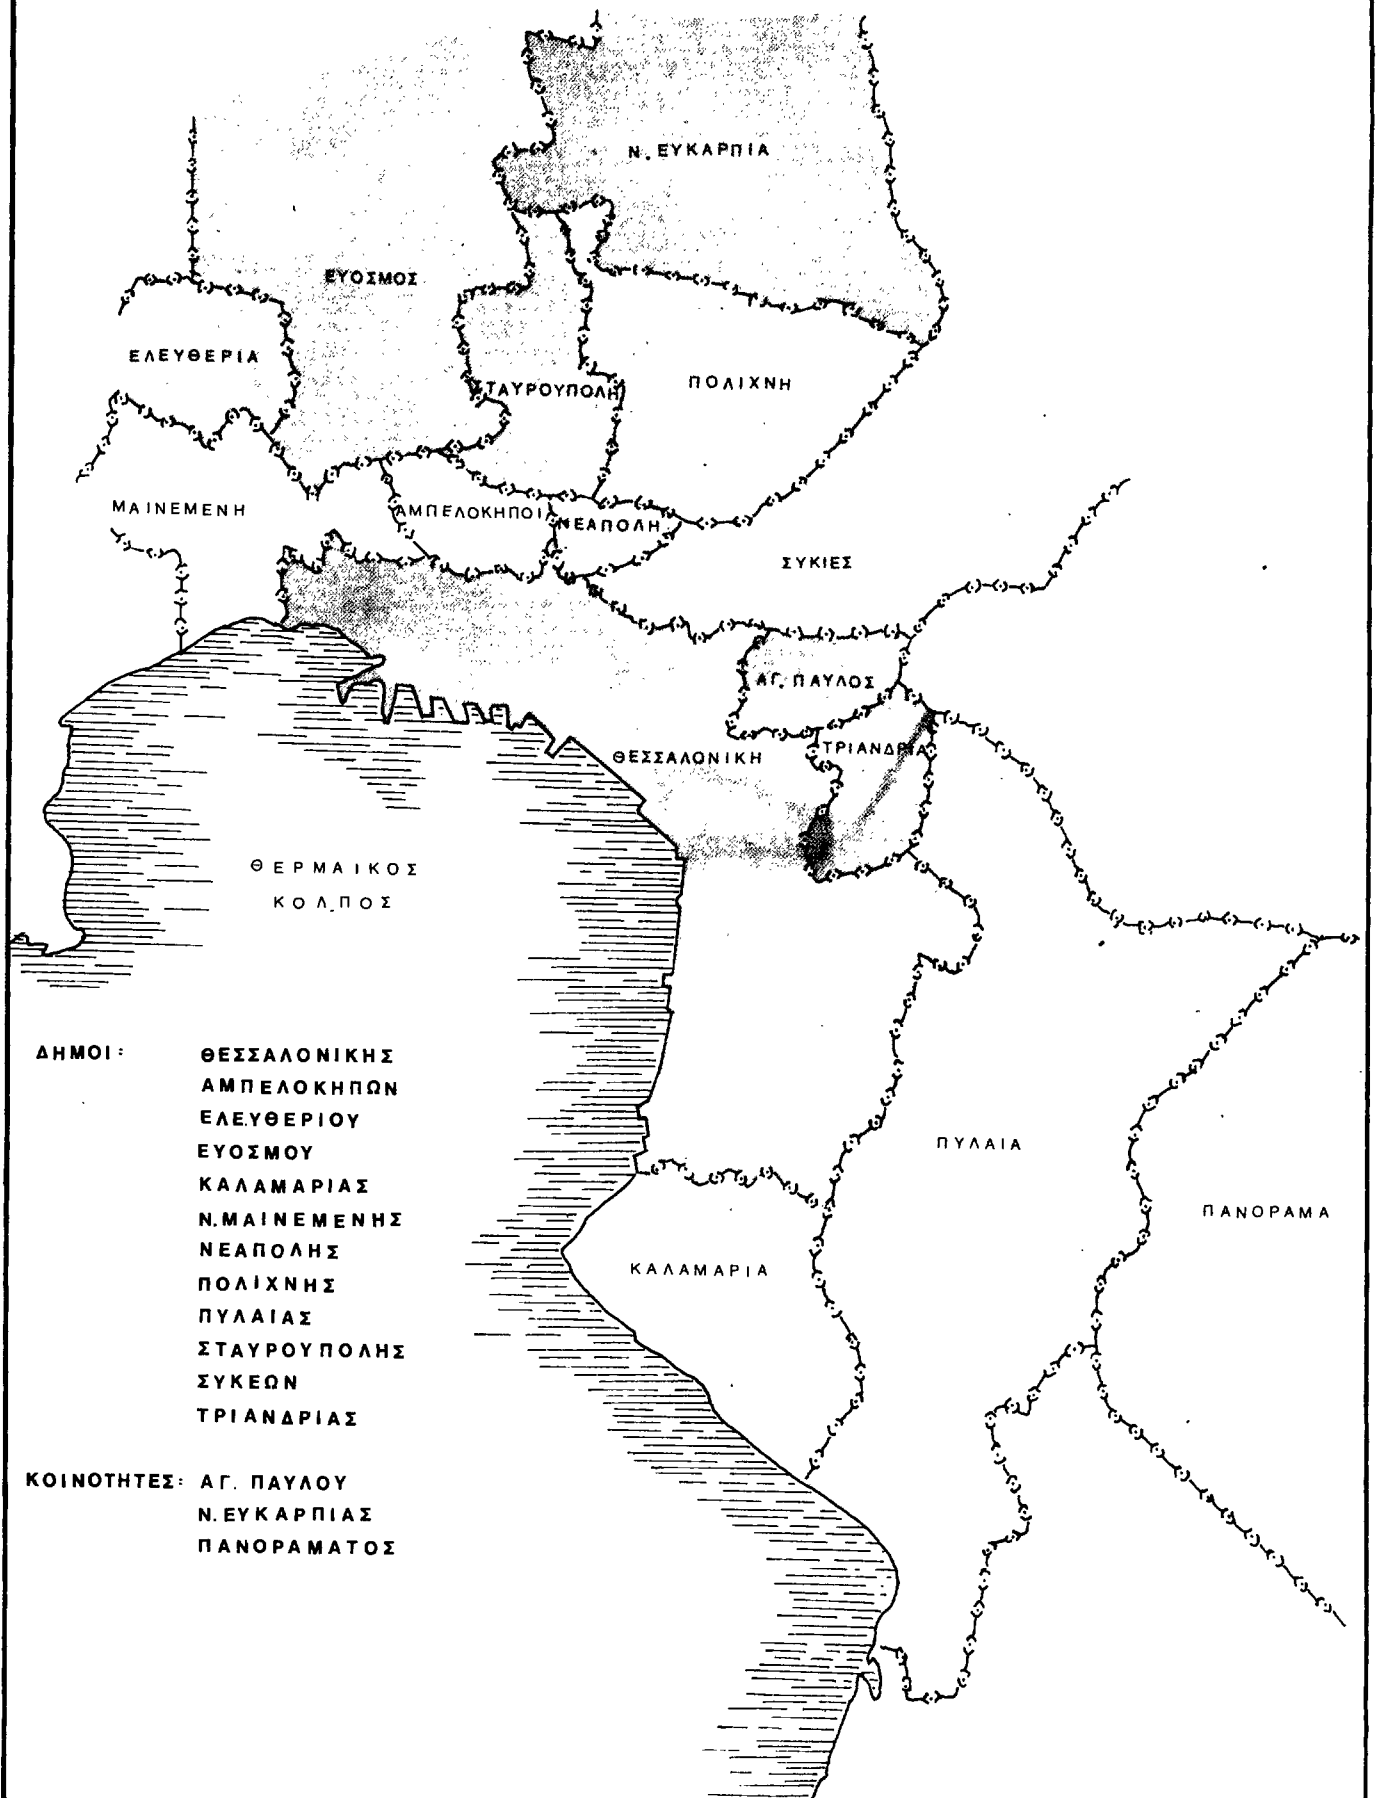 Ν. ΕΥΚΑΡΠΙΑ
ΕΥΟΣΜΟΣ
ΕΛΕΥΘΕΡΙΑ
ΣΤΑΥΡΟΥΠΟΛΗ
ΠΟΛΙΧΝΗ
ΜΑΙΝΕΜΕΝΗ
ΑΜΠΕΛΟΚΗΠΟΙ
ΝΕΑΠΟΛΗ
ΣΥΚΙΕΣ
ΑΓ. ΠΑΥΛΟΣ
ΤΡΙΑΝΔΡΙΑ
ΘΕΣΣΑΛΟΝΙΚΗ
ΘΕΡΜΑΙΚΟΣ
ΚΟΛΠΟΣ
ΠΥΛΑΙΑ
ΠΑΝΟΡΑΜΑ
ΚΑΛΑΜΑΡΙΑ
ΔΗΜΟΙ: ΘΕΣΣΑΛΟΝΙΚΗΣ
ΑΜΠΕΛΟΚΗΠΩΝ
ΕΛΕΥΘΕΡΙΟΥ
ΕΥΟΣΜΟΥ
ΚΑΛΑΜΑΡΙΑΣ
Ν.ΜΑΙΝΕΜΕΝΗΣ
ΝΕΑΠΟΛΗΣ
ΠΟΛΙΧΝΗΣ
ΠΥΛΑΙΑΣ
ΣΤΑΥΡΟΥΠΟΛΗΣ
ΣΥΚΕΩΝ
ΤΡΙΑΝΔΡΙΑΣ
ΚΟΙΝΟΤΗΤΕΣ: ΑΓ. ΠΑΥΛΟΥ
Ν.ΕΥΚΑΡΠΙΑΣ
ΠΑΝΟΡΑΜΑΤΟΣ